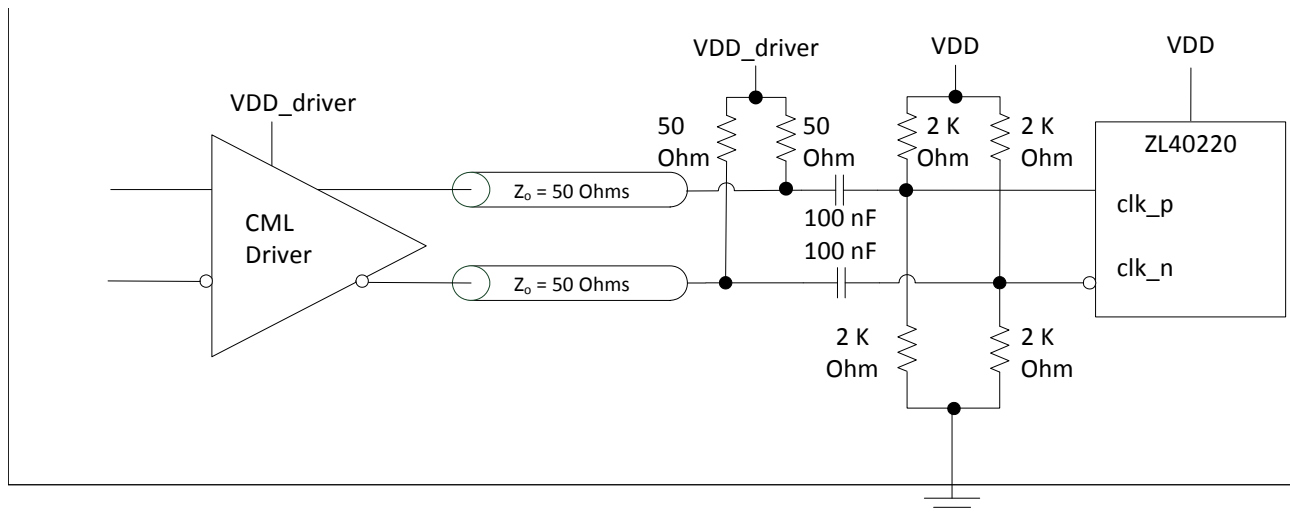 VDD_driver
VDD
VDD
VDD_driver
50
Ohm
50
Ohm
2 K
Ohm
2 K
Ohm
ZL40220
Zₒ = 50 Ohms
clk_p
CML
Driver
100 nF
100 nF
clk_n
Zₒ = 50 Ohms
2 K
Ohm
2 K
Ohm